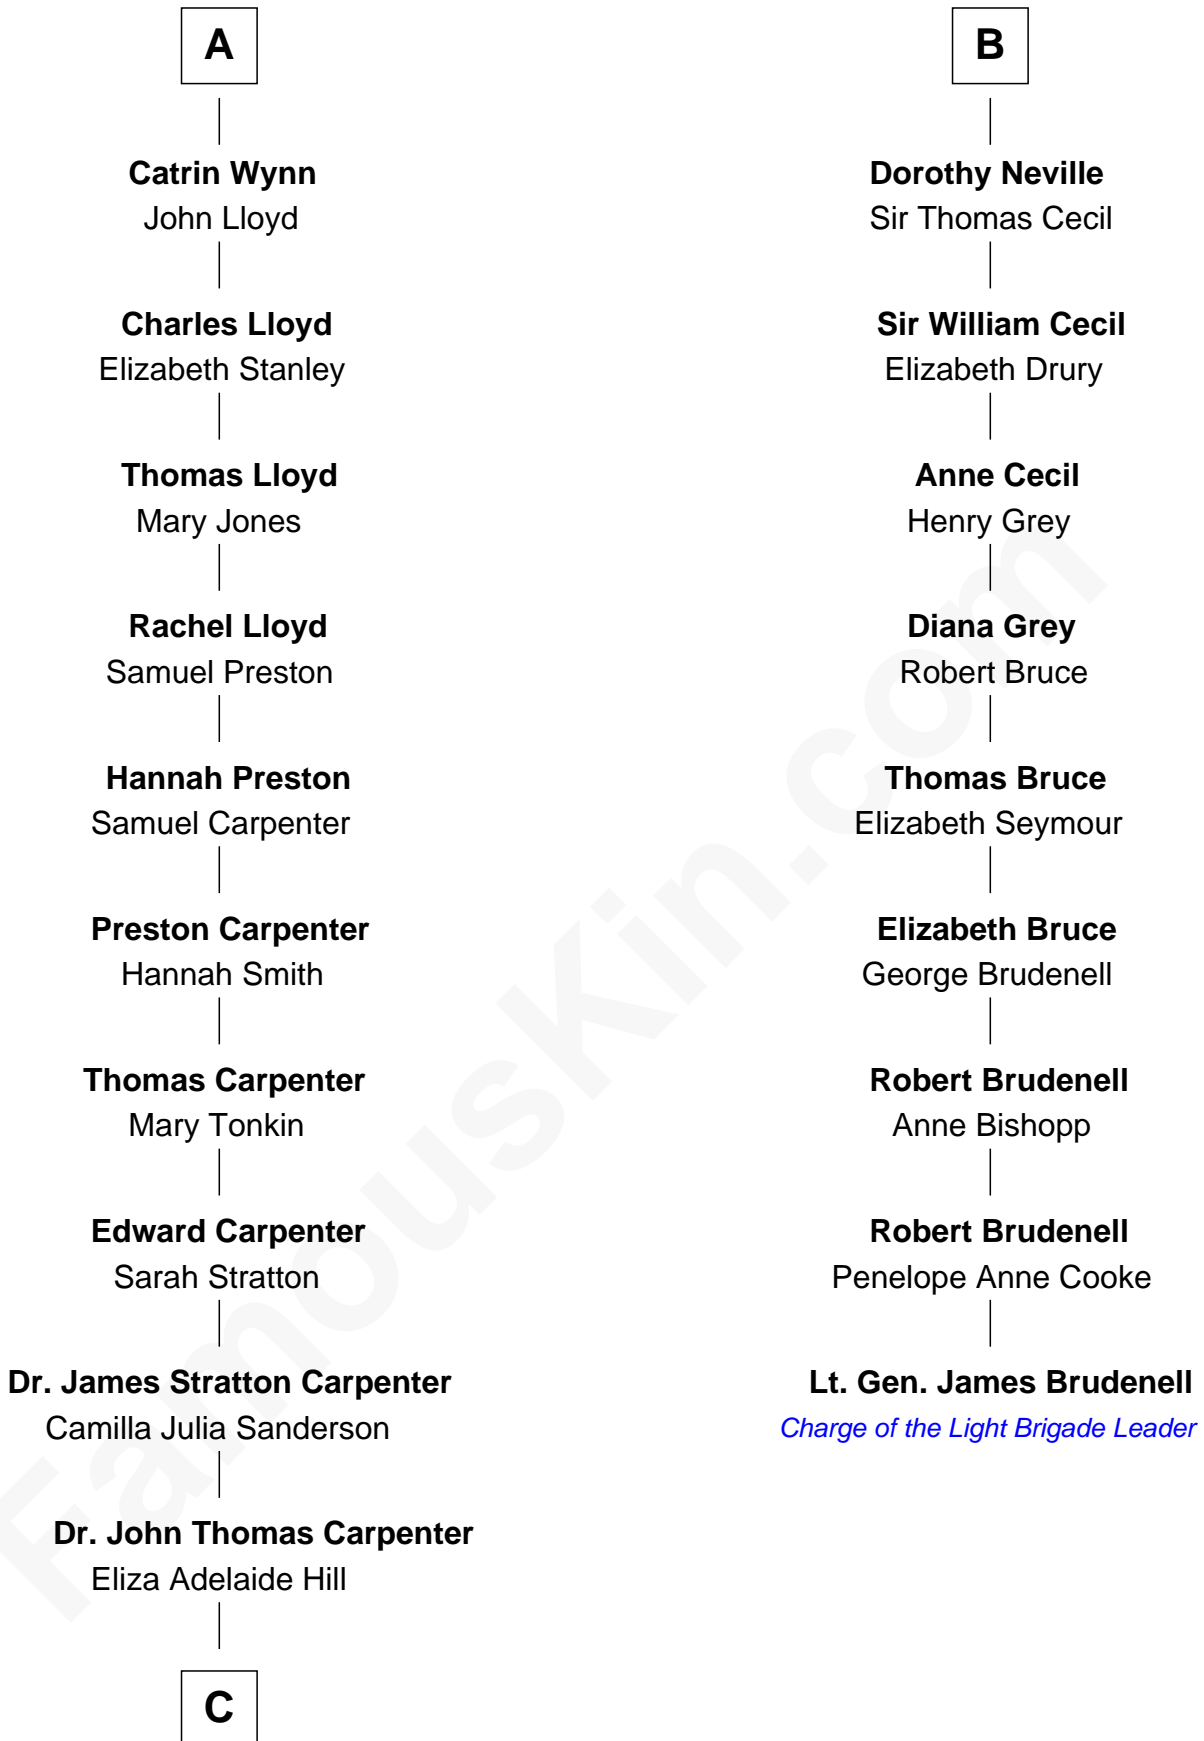 A
Catrin Wynn
John Lloyd
Charles Lloyd
Elizabeth Stanley
Thomas Lloyd
Mary Jones
Rachel Lloyd
Samuel Preston
Hannah Preston
Samuel Carpenter
Preston Carpenter
Hannah Smith
Thomas Carpenter
Mary Tonkin
Edward Carpenter
Sarah Stratton
Dr. James Stratton Carpenter
Camilla Julia Sanderson
Dr. John Thomas Carpenter
Eliza Adelaide Hill
C
B
Dorothy Neville
Sir Thomas Cecil
Sir William Cecil
Elizabeth Drury
Anne Cecil
Henry Grey
Diana Grey
Robert Bruce
Thomas Bruce
Elizabeth Seymour
Elizabeth Bruce
George Brudenell
Robert Brudenell
Anne Bishopp
Robert Brudenell
Penelope Anne Cooke
Lt. Gen. James Brudenell
Charge of the Light Brigade Leader
FamousKin.com